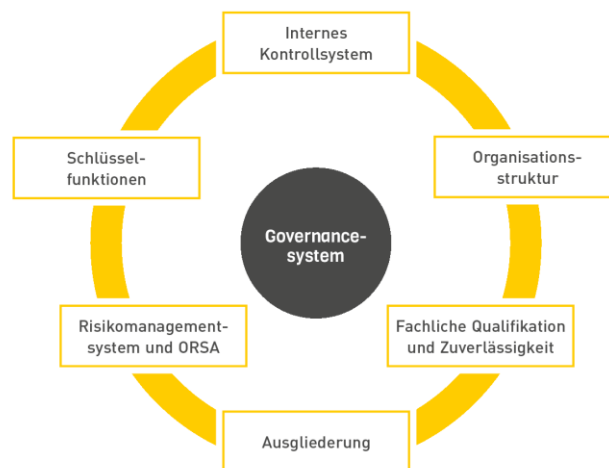 Internes
Kontrollsystem
Schlüssel-
funktionen
Organisations-
struktur
Governance-
system
Risikomanagement-
system und ORSA
Fachliche Qualifikation
und Zuverlässigkeit
Ausgliederung